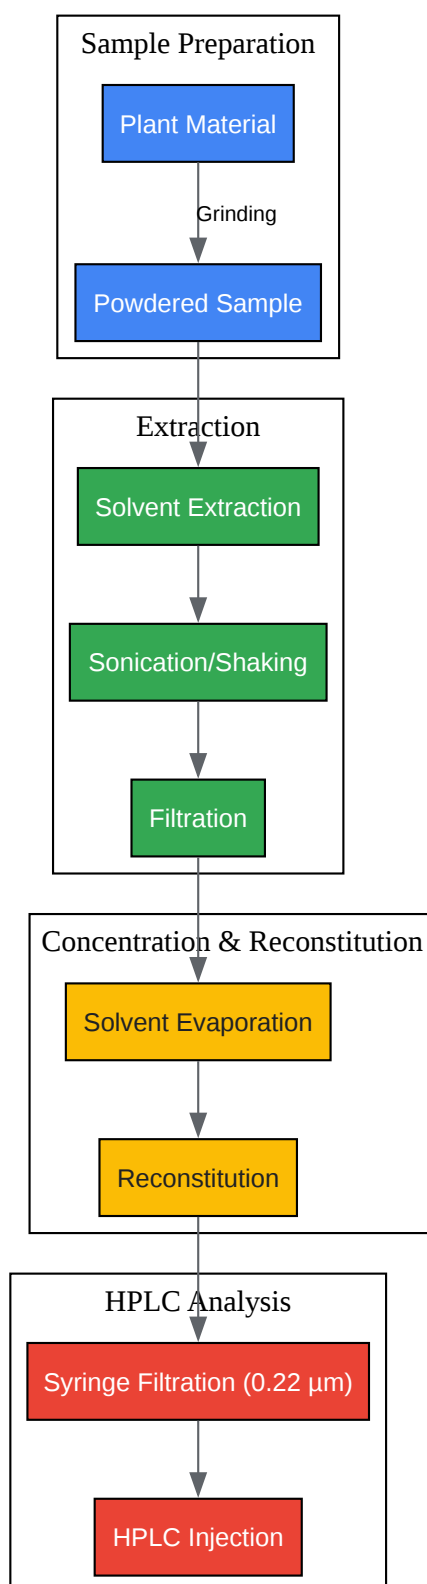 Sample Preparation
Plant Material
Grinding
Powdered Sample
Extraction
Solvent Extraction
Sonication/Shaking
Filtration
Concentration & Reconstitution
Solvent Evaporation
Reconstitution
HPLC Analysis
Syringe Filtration (0.22 µm)
HPLC Injection